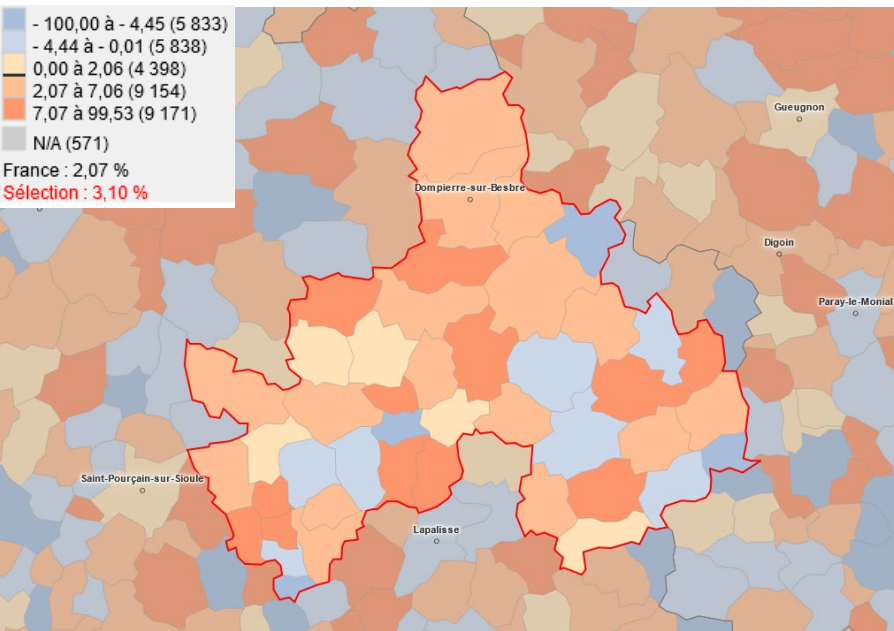 - 100,00 à - 4,45 (5 833)
- 4,44 à - 0,01 (5 838)
0,00 à 2,06 (4 398)
2,07 à 7,06 (9 154)
7,07 à 99,53 (9 171)
N/A (571)
France : 2,07 %
Sélection : 3,10 %
Gueugnon
Dompierre-sur-Besbre
Digoin
Paray-le-Monial
Saint-Pourçain-sur-Sioule
Lapalisse